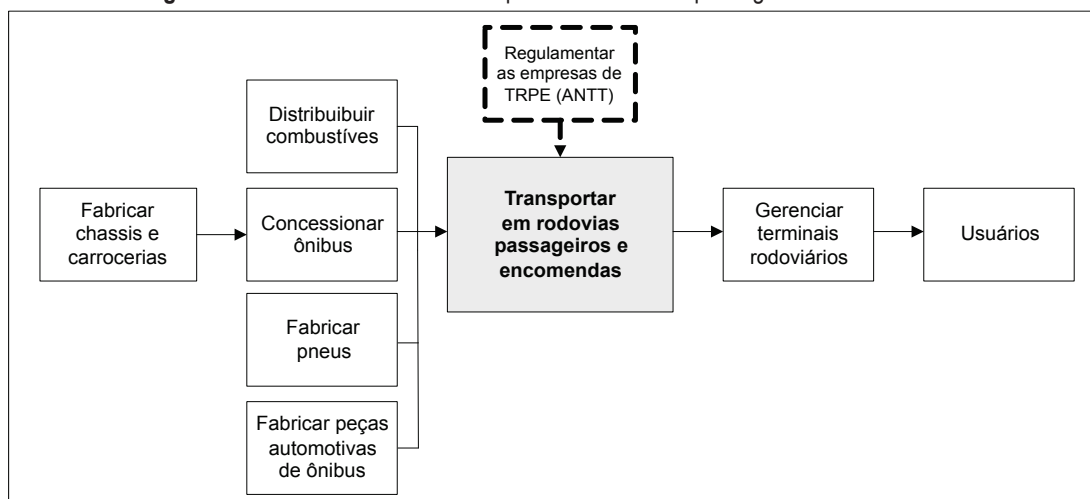 Regulamentar
as empresas de
TRPE (ANTT)
Distribuibuir
combustíves
Fabricar
chassis e
carrocerias
Concessionar
ônibus
Transportar
em rodovias
passageiros e
encomendas
Gerenciar
terminais
rodoviários
Usuários
Fabricar
pneus
Fabricar peças
automotivas
de ônibus